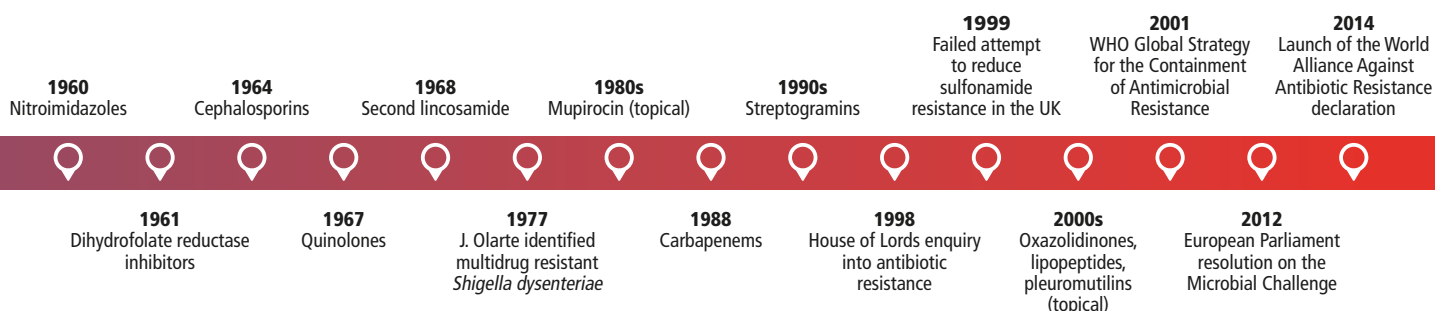 1960
Nitroimidazoles
1964
Cephalosporins
1968
Second lincosamide
1980s
Mupirocin (topical)
1990s
Streptogramins
1999
Failed attempt
to reduce
sulfonamide
resistance in the UK
2001
WHO Global Strategy
for the Containment
of Antimicrobial
Resistance
2014
Launch of the World
Alliance Against
Antibiotic Resistance
declaration
1961
Dihydrofolate reductase
inhibitors
1967
Quinolones
1977
J. Olarte identified
multidrug resistant
Shigella dysenteriae
1988
Carbapenems
1998
House of Lords enquiry
into antibiotic
resistance
2000s
Oxazolidinones,
lipopeptides,
pleuromutilins
(topical)
2012
European Parliament
resolution on the
Microbial Challenge